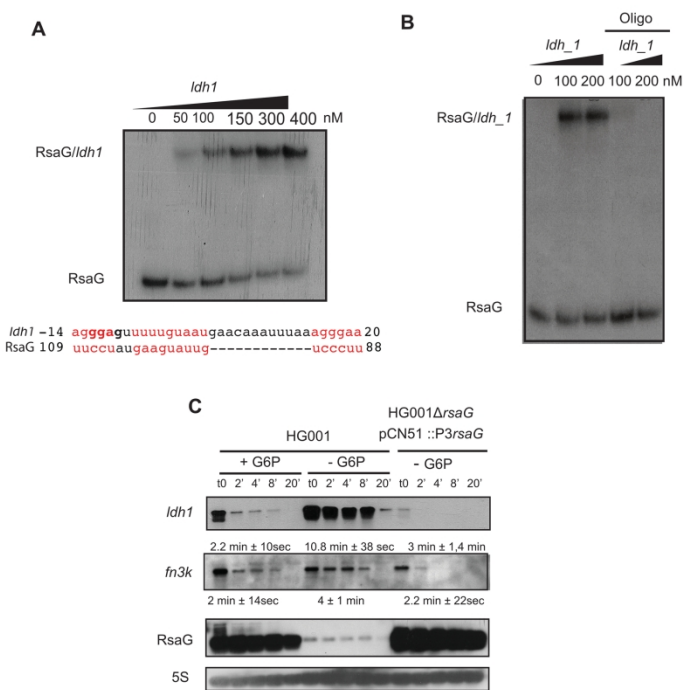 A
ldh1
0 50 100 150 300 400 nM
RsaG/ldh1
RsaG
ldh1 -14 agggaguuuuuguaaugaacaaauuuaaagggaa 20
RsaG 109 uuccuaugaaguauug-----------ucccuu 88
B
Oligo
ldh_1 ldh_1
0 100 200 100 200 nM
RsaG/ldh_1
RsaG
C
HG001 HG001ΔrsaG
pCN51 ::P3rsaG
+ G6P - G6P - G6P
t0 2' 4' 8' 20' t0 2' 4' 8' 20' t0 2' 4' 8' 20'
ldh1
2.2 min ± 10sec 10.8 min ± 38 sec 3 min ± 1,4 min
fn3k
2 min ± 14sec 4 ± 1 min 2.2 min ± 22sec
RsaG
5S